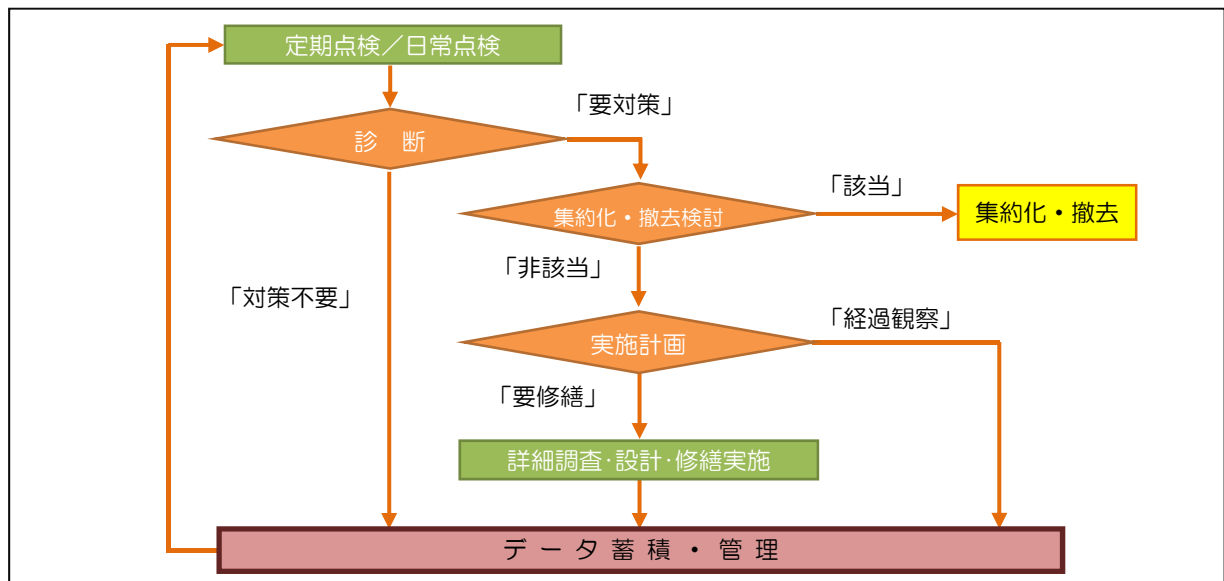 定期点検／日常点検
「要対策」
診　断
「該当」
集約化・撤去検討
集約化・撤去
「非該当」
「対策不要」
「経過観察」
実施計画
「要修繕」
詳細調査・設計・修繕実施
データ蓄積・管理